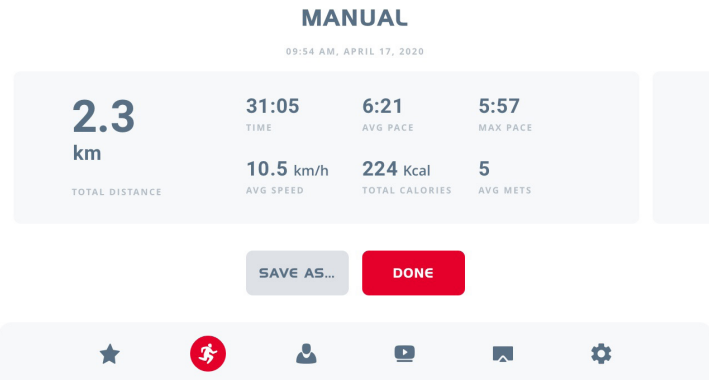 MANUAL
09:54 AM, APRIL 17, 2020
2.3
km
TOTAL DISTANCE
31:05
TIME
6:21
AVG PACE
5:57
MAX PACE
10.5 km/h
AVG SPEED
224 Kcal
TOTAL CALORIES
5
AVG METS
SAVE AS...
DONE